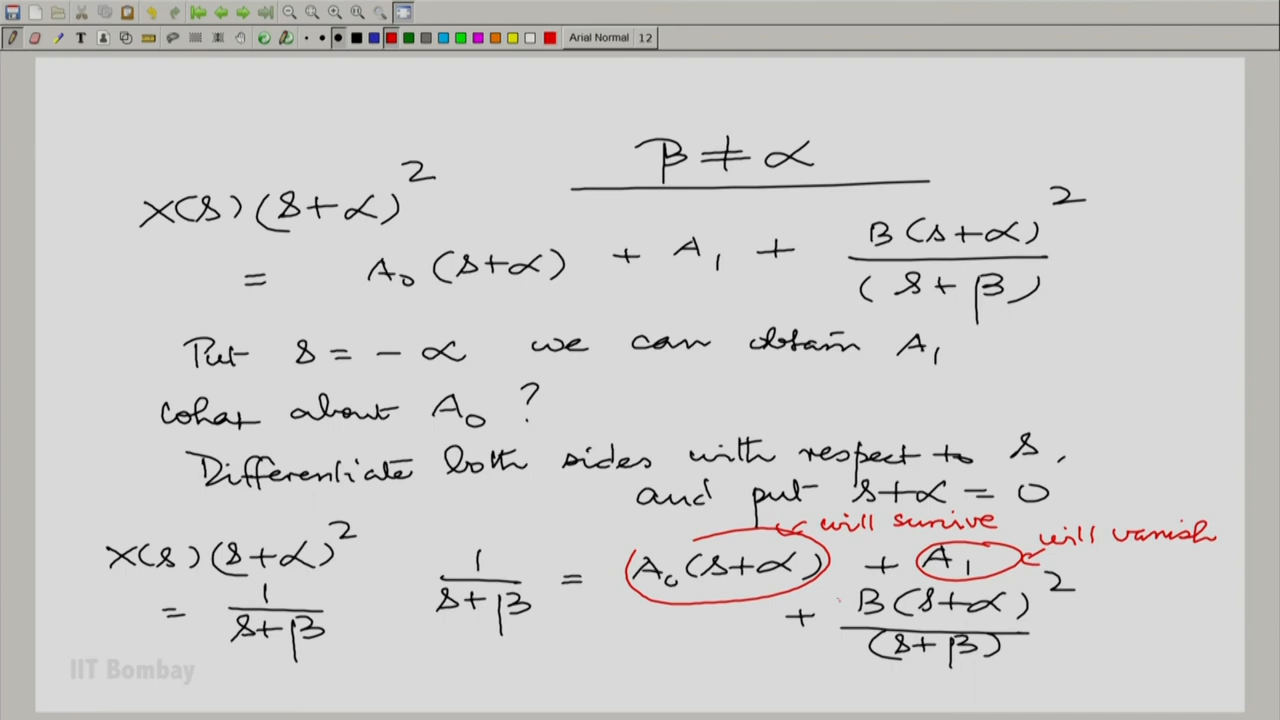 Arial Normal 12
β ≠ α
X(s)(s+α)²
= A₀(s+α) + A₁ + B(s+α)² / (s+β)
Put s = - α we can obtain A₁
What about A₀ ?
Differentiate both sides with respect to s,
and put s+α = 0
will survive
will vanish
X(s)(s+α)²
= 1 / s+β
1 / s+β = A₀(s+α) + A₁
+ B(s+α)² / (s+β)
IIT Bombay